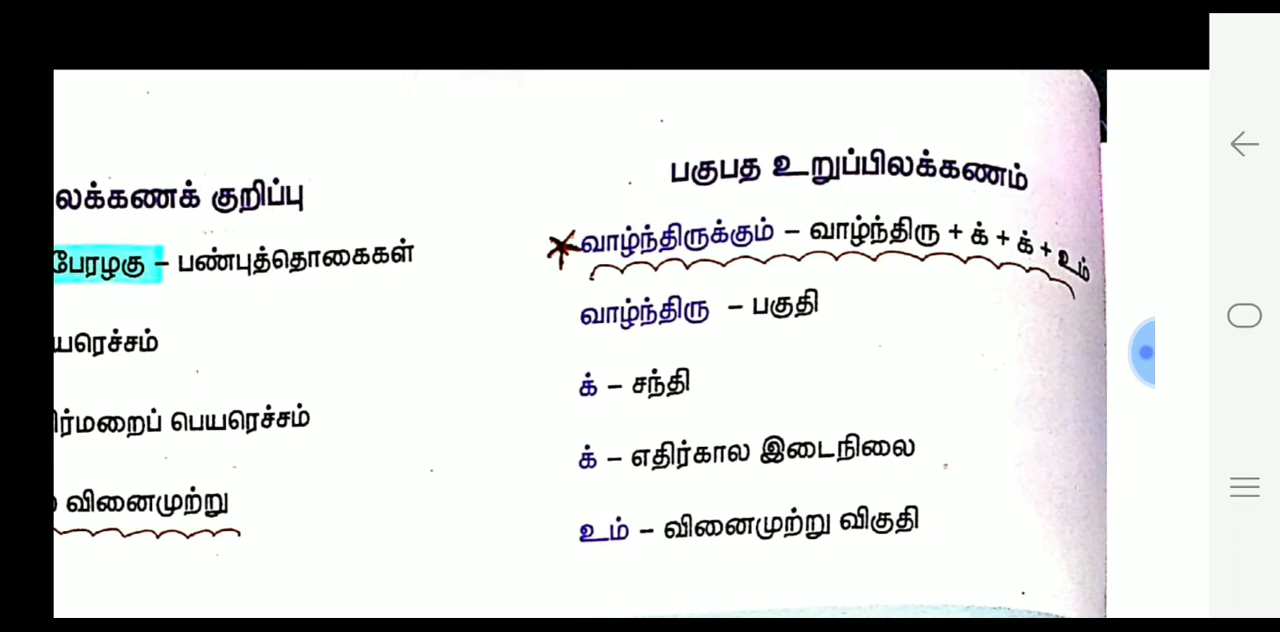 லக்கணக் குறிப்பு
பேரழகு – பண்புத்தொகைகள்
யரெச்சம்
ிர்மறைப் பெயரெச்சம்
வினைமுற்று
பகுபத உறுப்பிலக்கணம்
வாழ்ந்திருக்கும் – வாழ்ந்திரு + க் + க் + உம்
வாழ்ந்திரு – பகுதி
க் – சந்தி
க் – எதிர்கால இடைநிலை
உம் – வினைமுற்று விகுதி